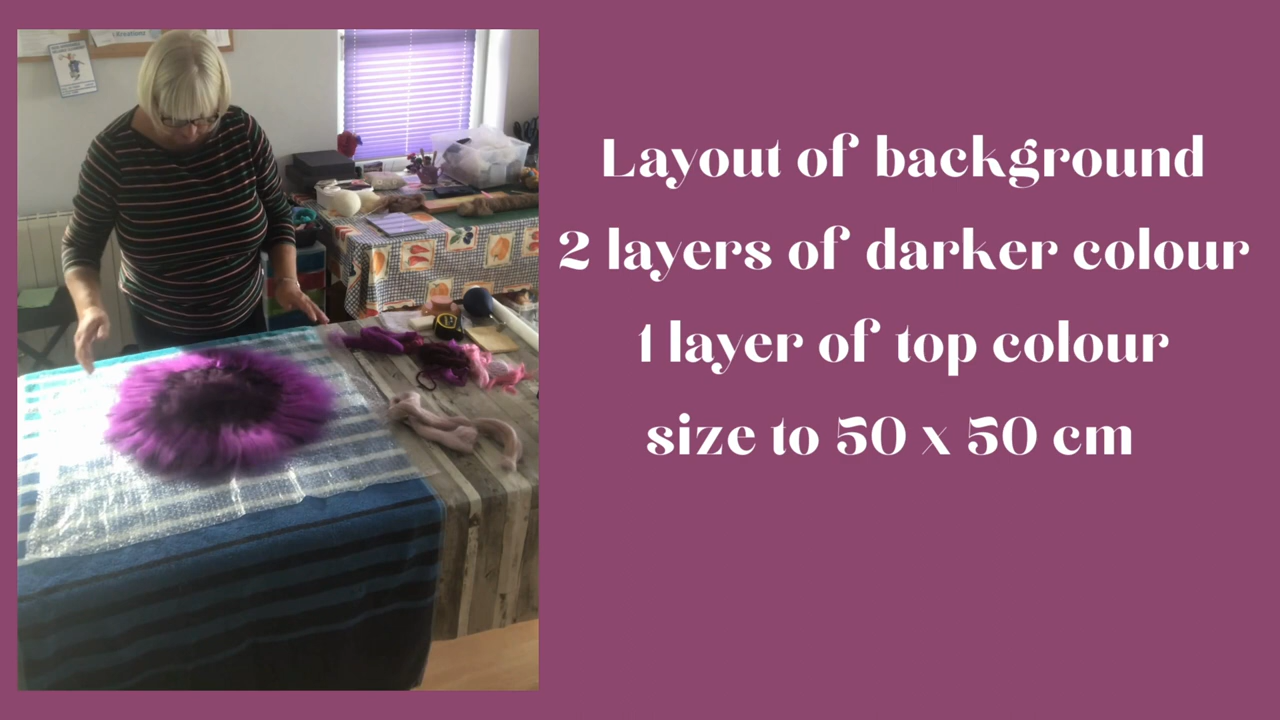 Layout of background
2 layers of darker colour
1 layer of top colour
size to 50 x 50 cm